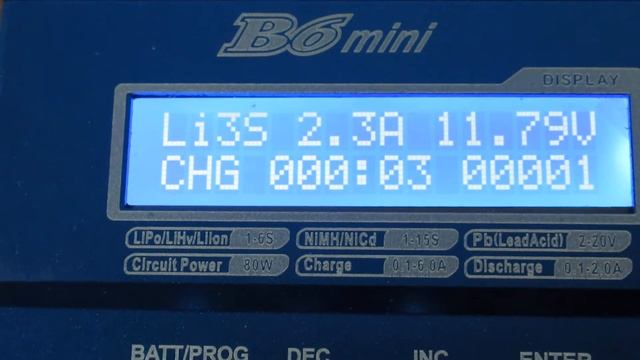 B6 mini
DISPLAY
Li3S 2.3A 11.79V
CHG 000:03 00001
LiPo/LiHv/LiIon 1-6S NiMH/NiCd 1-15S Pb(LeadAcid) 2-20V
Circuit Power 80W Charge 0.1-6.0A Discharge 0.1-2.0A
BATT/PROG DEC INC ENTER